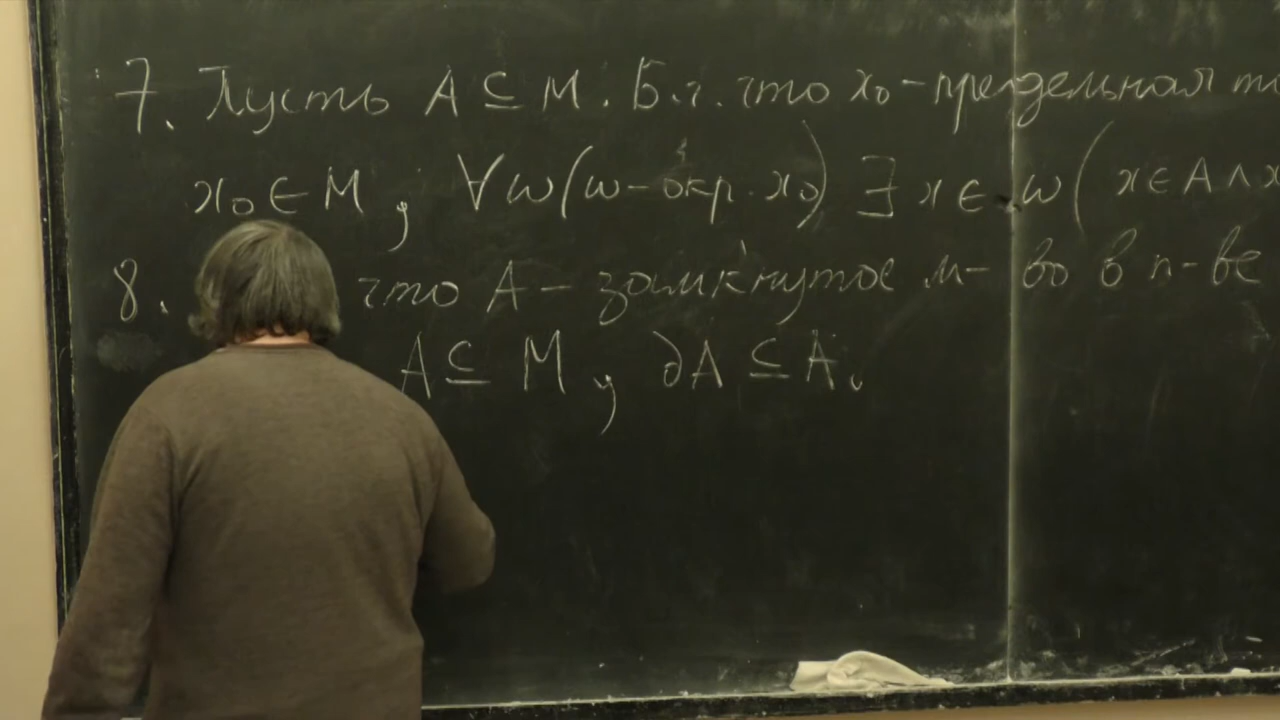 7. Пусть A ⊆ M. Б.г. что x₀ - предельная т
x₀ ∈ M, ∀ω(ω-окр. x₀) ∃ x ∈ ω (x ∈ A ∧ x
8. что A - замкнутое м-во в п-ве
A ⊆ M, ∂A ⊆ A.